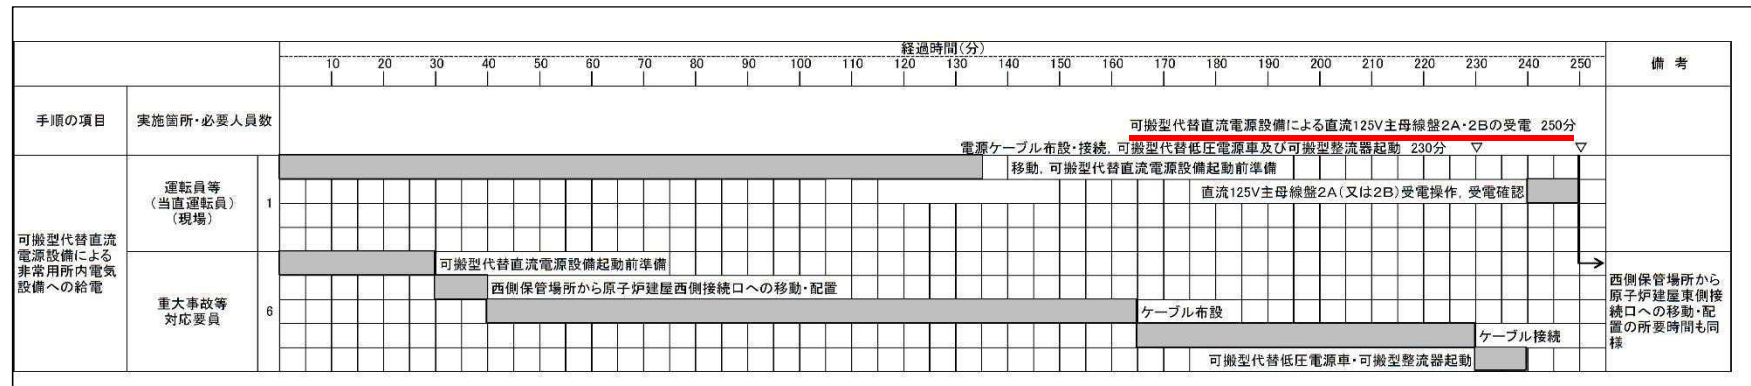 経過時間(分)
10 20 30 40 50 60 70 80 90 100 110 120 130 140 150 160 170 180 190 200 210 220 230 240 250
備 考
手順の項目
実施箇所・必要人員数
可搬型代替直流電源設備による直流125V主母線盤2A・2Bの受電 250分
電源ケーブル布設・接続,可搬型代替低圧電源車及び可搬型整流器起動 230分 ▽ ▽
可搬型代替直流
電源設備による
非常用所内電気
設備への給電
運転員等
(当直運転員)
(現場)
1
移動,可搬型代替直流電源設備起動前準備
直流125V主母線盤2A(又は2B)受電操作,受電確認
重大事故等
対応要員
6
可搬型代替直流電源設備起動前準備
西側保管場所から原子炉建屋西側接続口への移動・配置
ケーブル布設
ケーブル接続
可搬型代替低圧電源車・可搬型整流器起動
西側保管場所から
原子炉建屋東側接
続口への移動・配
置の所要時間も同
様